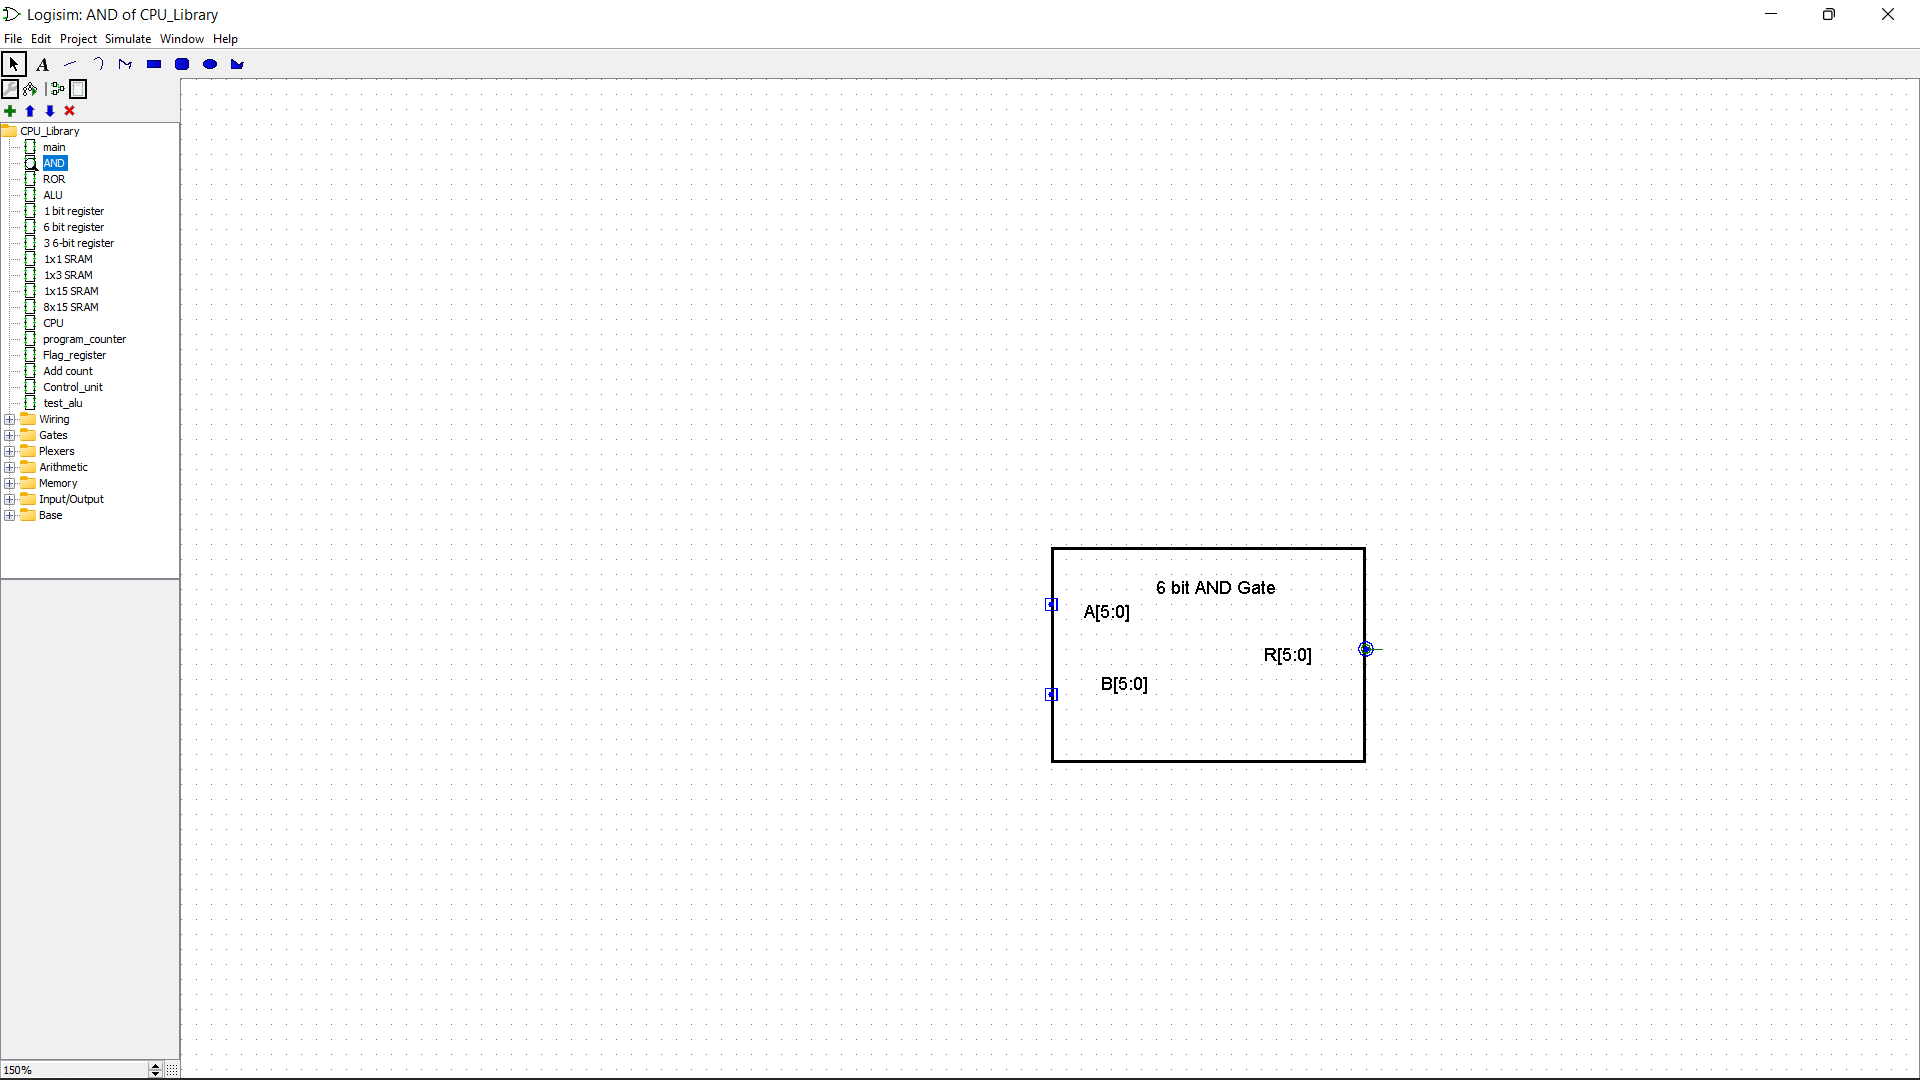 Logisim: AND of CPU_Library
File Edit Project Simulate Window Help
A
CPU_Library
main
AND
ROR
ALU
1 bit register
6 bit register
3 6-bit register
1x1 SRAM
1x3 SRAM
1x15 SRAM
8x15 SRAM
CPU
program_counter
Flag_register
Add count
Control_unit
test_alu
Wiring
Gates
Plexers
Arithmetic
Memory
Input/Output
Base
6 bit AND Gate
A[5:0]
R[5:0]
B[5:0]
150%